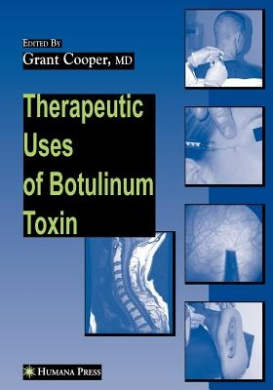 EDITED BY
Grant Cooper, MD
Therapeutic
Uses
of Botulinum
Toxin
HUMANA PRESS